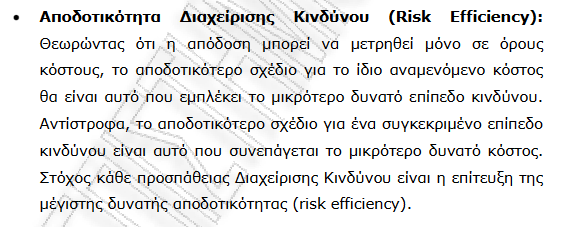 • Αποδοτικότητα Διαχείρισης Κινδύνου (Risk Efficiency):
Θεωρώντας ότι η απόδοση μπορεί να μετρηθεί μόνο σε όρους
κόστους, το αποδοτικότερο σχέδιο για το ίδιο αναμενόμενο κόστος
θα είναι αυτό που εμπλέκει το μικρότερο δυνατό επίπεδο κινδύνου.
Αντίστροφα, το αποδοτικότερο σχέδιο για ένα συγκεκριμένο επίπεδο
κινδύνου είναι αυτό που συνεπάγεται το μικρότερο δυνατό κόστος.
Στόχος κάθε προσπάθειας Διαχείρισης Κινδύνου είναι η επίτευξη της
μέγιστης δυνατής αποδοτικότητας (risk efficiency).